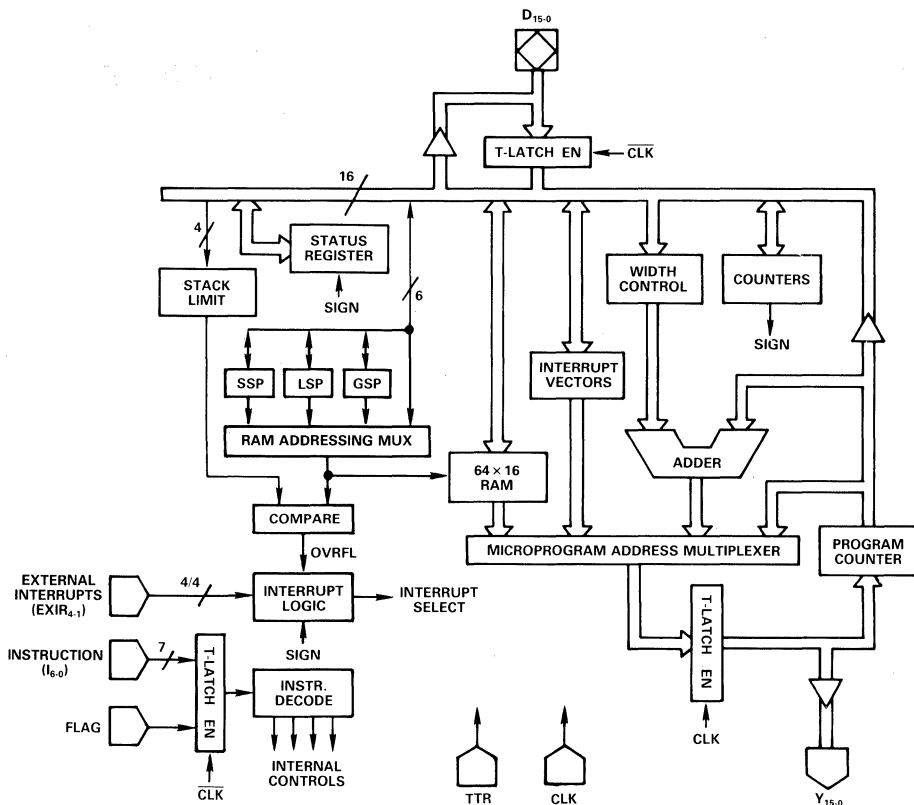 D15-0
T-LATCH EN
CLK
16
4
STATUS
REGISTER
SIGN
STACK
LIMIT
6
WIDTH
CONTROL
COUNTERS
SIGN
SSP
LSP
GSP
INTERRUPT
VECTORS
RAM ADDRESSING MUX
ADDER
64 × 16
RAM
COMPARE
OVRFL
MICROPROGRAM ADDRESS MULTIPLEXER
PROGRAM
COUNTER
EXTERNAL
INTERRUPTS
(EXIR4-1)
4/4
INTERRUPT
LOGIC
INTERRUPT
SELECT
SIGN
T-LATCH EN
CLK
INSTRUCTION
(I6-0)
7
T-LATCH EN
INSTR.
DECODE
FLAG
INTERNAL
CONTROLS
CLK
TTR
CLK
Y15-0